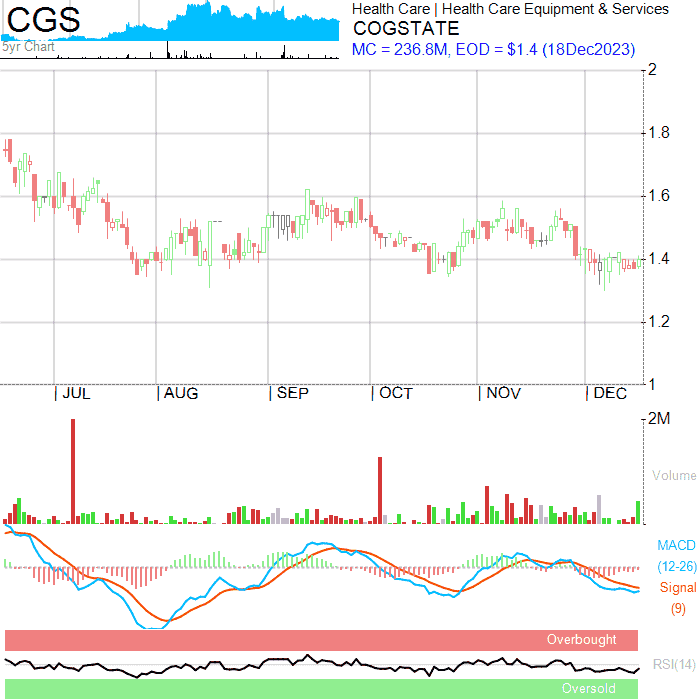 CGS
Health Care | Health Care Equipment & Services
COGSTATE
5yr Chart
MC = 236.8M, EOD = $1.4 (18Dec2023)
2
1.8
1.6
1.4
1.2
1
| JUL | AUG | SEP | OCT | NOV | DEC
2M
Volume
MACD
(12-26)
Signal
(9)
Overbought
RSI(14)
Oversold